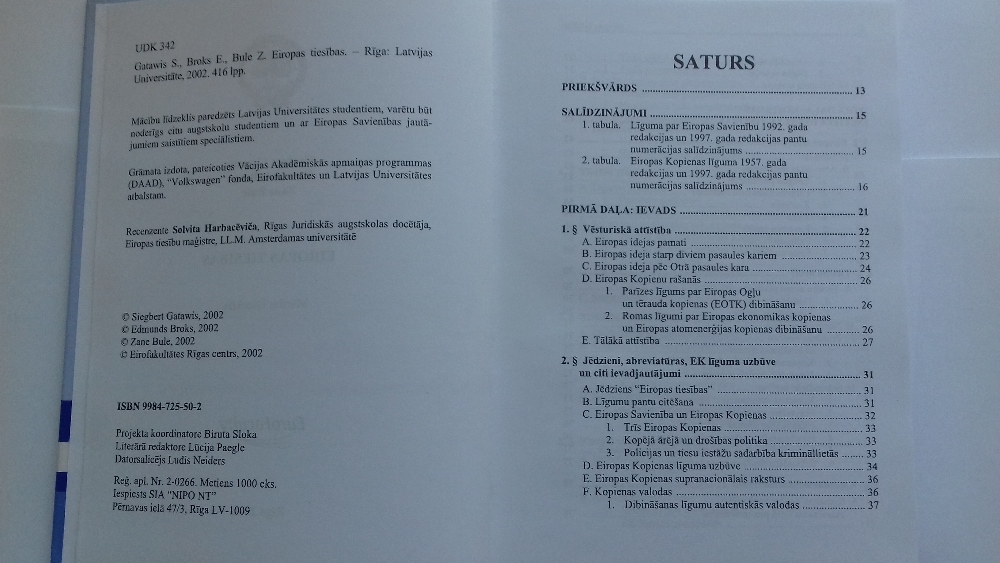 UDK 342
Gatawis S., Broks E., Bule Z. Eiropas tiesības. – Rīga: Latvijas
Universitāte, 2002. 416 lpp.
Mācību līdzeklis paredzēts Latvijas Universitātes studentiem, varētu būt
noderīgs citu augstskolu studentiem un ar Eiropas Savienības jautā-
jumiem saistītiem speciālistiem.
Grāmata izdota, pateicoties Vācijas Akadēmiskās apmaiņas programmas
(DAAD), “Volkswagen” fonda, Eirofakultātes un Latvijas Universitātes
atbalstam.
Recenzente Solvita Harbacēviča, Rīgas Juridiskās augstskolas docētāja,
Eiropas tiesību maģistre, LL.M. Amsterdamas universitātē
© Siegbert Gatawis, 2002
© Edmunds Broks, 2002
© Zane Bule, 2002
© Eirofakultātes Rīgas centrs, 2002
ISBN 9984-725-50-2
Projekta koordinatore Biruta Sloka
Literārā redaktore Lūcija Paegle
Datorsalicējs Ludis Neiders
Reģ. apl. Nr. 2-0266. Metiens 1000 eks.
Iespiests SIA “NIPO NT”
Pērnavas ielā 47/3, Rīga LV-1009
SATURS
PRIEKŠVĀRDS ... 13
SALĪDZINĀJUMI ... 15
1. tabula. Līguma par Eiropas Savienību 1992. gada
redakcijas un 1997. gada redakcijas pantu
numerācijas salīdzinājums ... 15
2. tabula. Eiropas Kopienas līguma 1957. gada
redakcijas un 1997. gada redakcijas pantu
numerācijas salīdzinājums ... 16
PIRMĀ DAĻA: IEVADS ... 21
1. § Vēsturiskā attīstība ... 22
A. Eiropas idejas pamati ... 22
B. Eiropas ideja starp diviem pasaules kariem ... 23
C. Eiropas ideja pēc Otrā pasaules kara ... 24
D. Eiropas Kopienu rašanās ... 26
1. Parīzes līgums par Eiropas Ogļu
un tērauda kopienas (EOTK) dibināšanu ... 26
2. Romas līgumi par Eiropas ekonomikas kopienas
un Eiropas atomenerģijas kopienas dibināšanu ... 26
E. Tālākā attīstība ... 27
2. § Jēdzieni, abreviatūras, EK līguma uzbūve
un citi ievadjautājumi ... 31
A. Jēdziens “Eiropas tiesības” ... 31
B. Līgumu pantu citēšana ... 31
C. Eiropas Savienība un Eiropas Kopienas ... 32
1. Trīs Eiropas Kopienas ... 33
2. Kopējā ārējā un drošības politika ... 33
3. Policijas un tiesu iestāžu sadarbība krimināllietās ... 33
D. Eiropas Kopienas līguma uzbūve ... 34
E. Eiropas Kopienas supranacionālais raksturs ... 36
F. Kopienas valodas ... 36
1. Dibināšanas līgumu autentiskās valodas ... 37